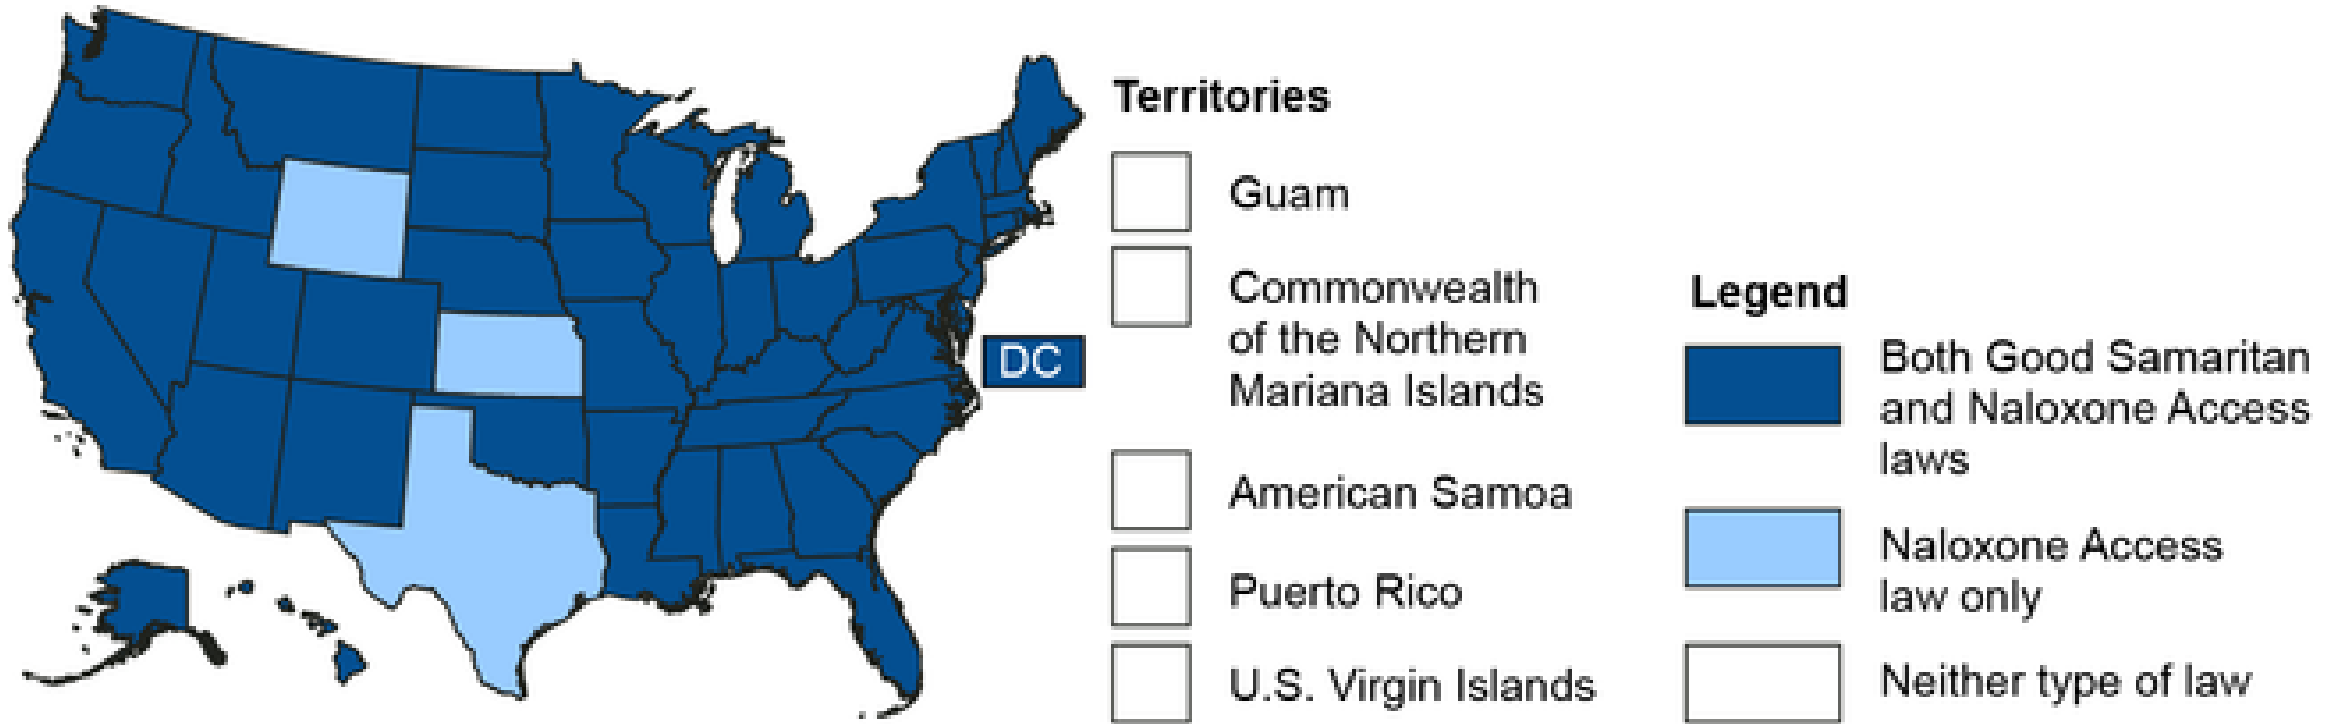 DC
Territories
Guam
Commonwealth
of the Northern
Mariana Islands
American Samoa
Puerto Rico
U.S. Virgin Islands
Legend
Both Good Samaritan
and Naloxone Access
laws
Naloxone Access
law only
Neither type of law